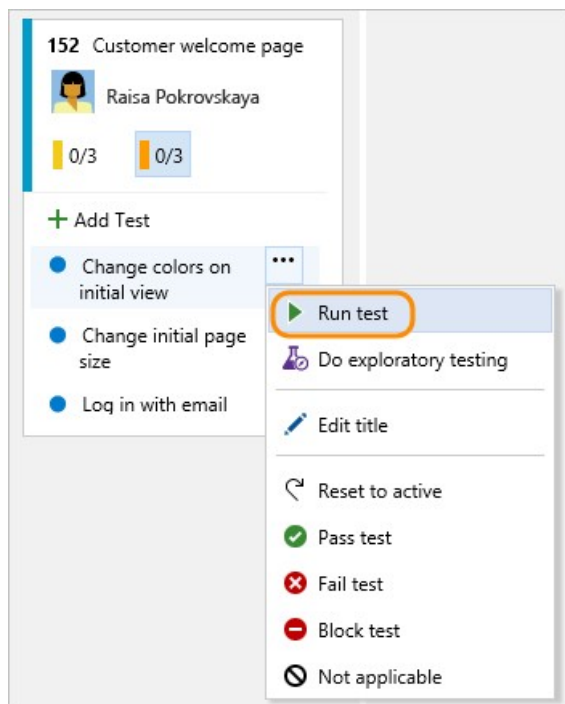 152 Customer welcome page
Raisa Pokrovskaya
0/3 0/3
+ Add Test
Change colors on
initial view
Change initial page
size
Log in with email
Run test
Do exploratory testing
Edit title
Reset to active
Pass test
Fail test
Block test
Not applicable